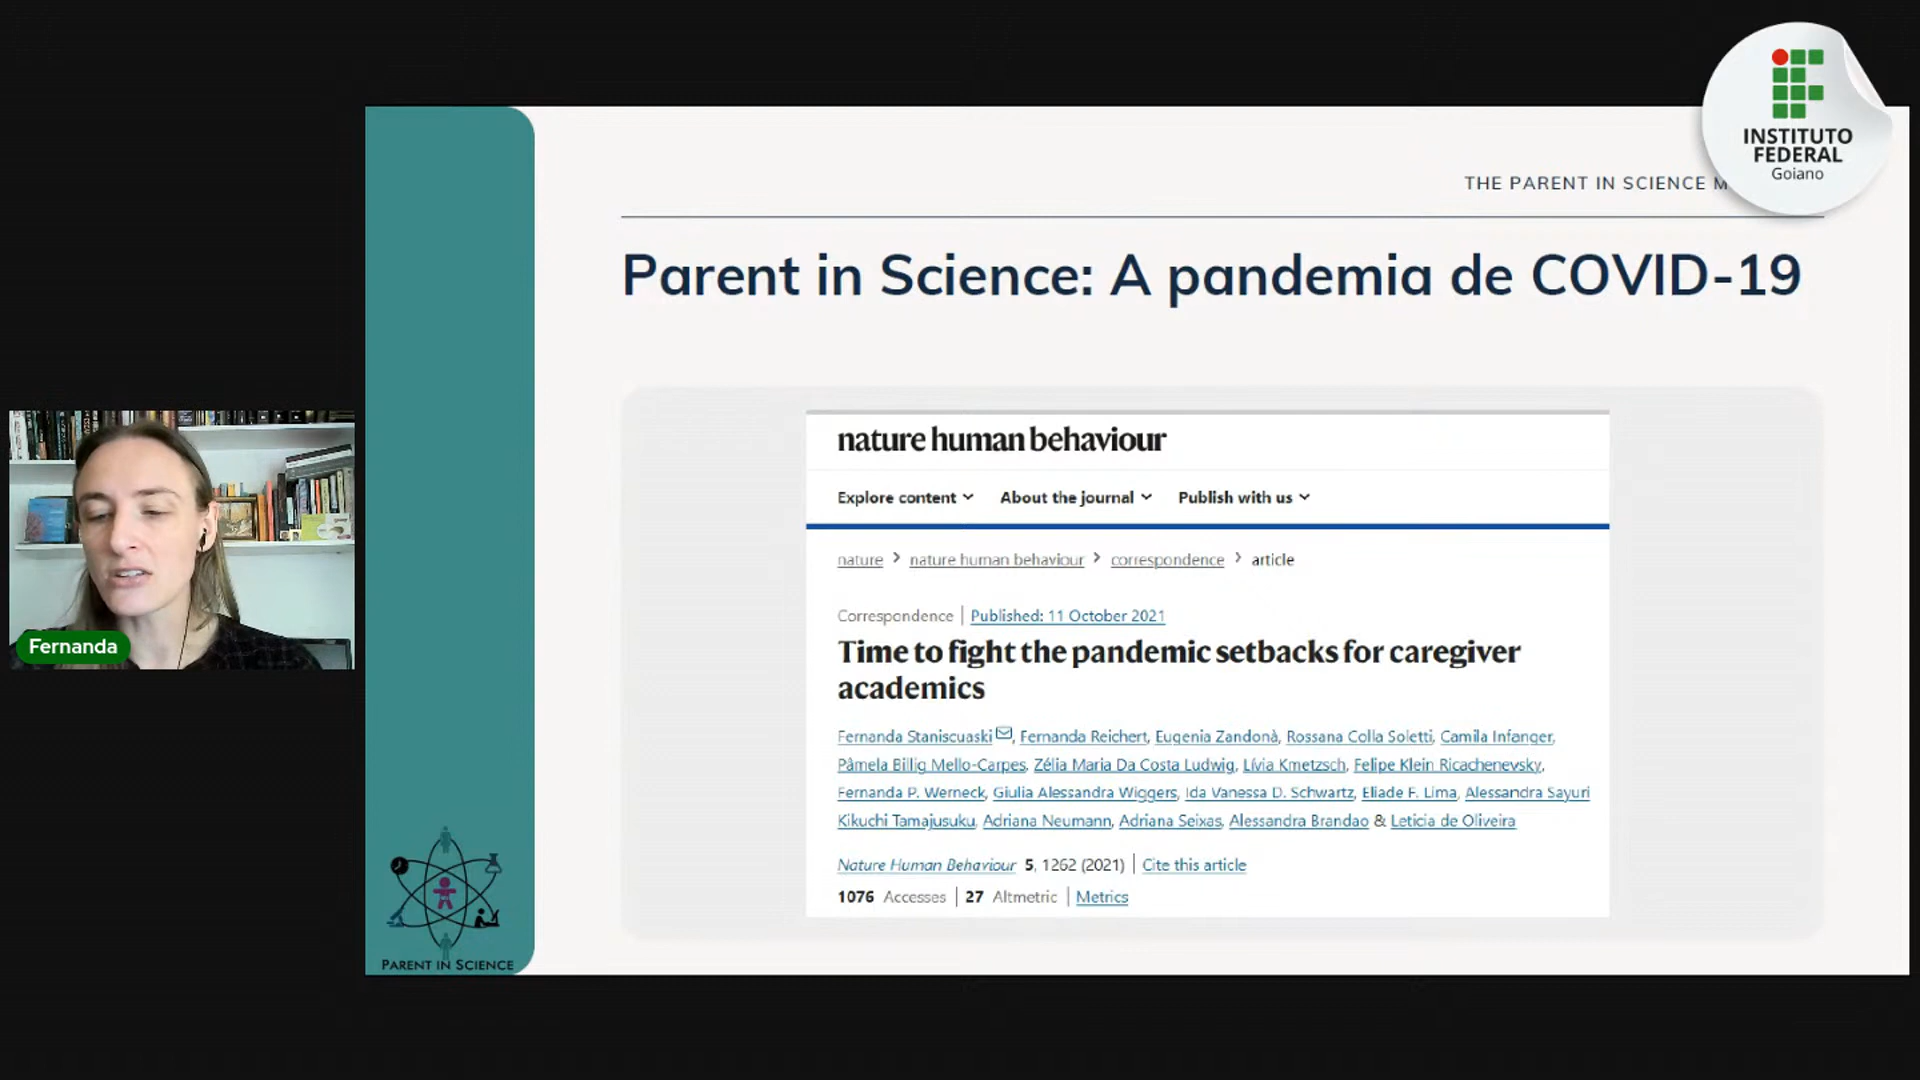 INSTITUTO
FEDERAL
Goiano
THE PARENT IN SCIENCE M
Parent in Science: A pandemia de COVID-19
nature human behaviour
Explore content
About the journal
Publish with us
nature > nature human behaviour > correspondence > article
Correspondence | Published: 11 October 2021
Time to fight the pandemic setbacks for caregiver
academics
Fernanda Staniscuaski, Fernanda Reichert, Eugenia Zandonà, Rossana Colla Soletti, Camila Infanger,
Pâmela Billig Mello-Carpes, Zélia Maria Da Costa Ludwig, Lívia Kmetzsch, Felipe Klein Ricachenevsky,
Fernanda P. Werneck, Giulia Alessandra Wiggers, Ida Vanessa D. Schwartz, Eliade F. Lima, Alessandra Sayuri
Kikuchi Tamajusuku, Adriana Neumann, Adriana Seixas, Alessandra Brandao & Leticia de Oliveira
Nature Human Behaviour 5, 1262 (2021) | Cite this article
1076 Accesses | 27 Altmetric | Metrics
Fernanda
PARENT IN SCIENCE